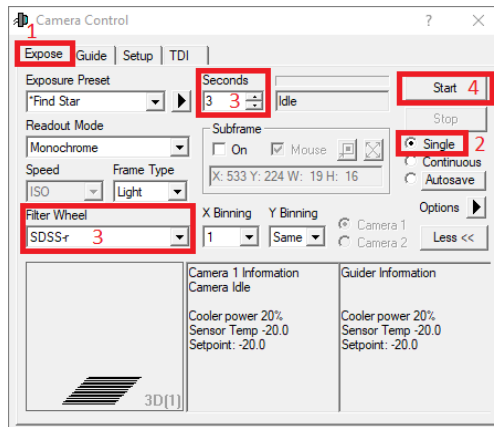 Camera Control ? ×
1
Expose Guide Setup TDI
Exposure Preset
*Find Star
Seconds
3 3
Idle
Start 4
Stop
Readout Mode
Monochrome
Subframe
On Mouse
X: 533 Y: 224 W: 19 H: 16
Single 2
Continuous
Autosave
Speed Frame Type
ISO Light
Options
Filter Wheel
SDSS-r 3
X Binning Y Binning
1 Same
Camera 1
Camera 2
Less <<
Camera 1 Information
Camera Idle
Cooler power 20%
Sensor Temp -20.0
Setpoint: -20.0
Guider Information
Cooler power 20%
Sensor Temp -20.0
Setpoint: -20.0
3D(1)